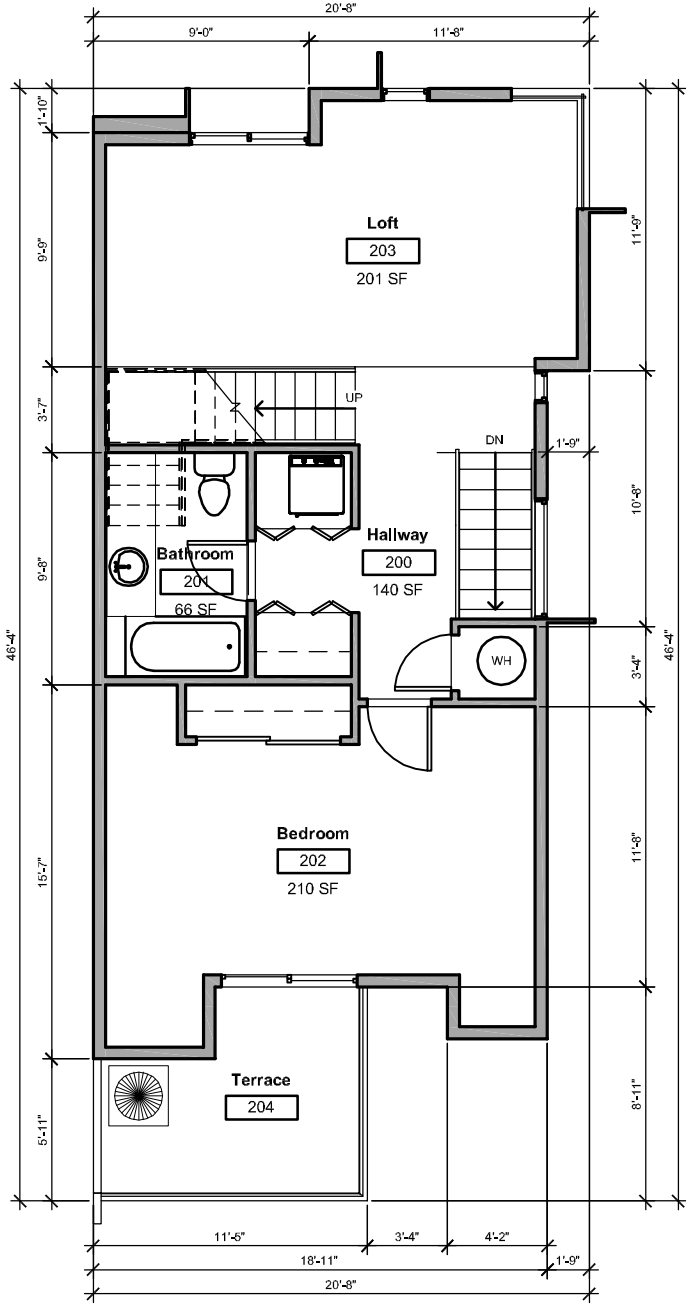 20'-8"
9'-0"
11'-8"
1'-10"
9'-9"
11'-9"
Loft
203
201 SF
UP
3'-7"
DN
1'-9"
10'-8"
Hallway
200
140 SF
Bathroom
201
66 SF
9'-8"
46'-4"
46'-4"
WH
3'-4"
Bedroom
202
210 SF
15'-7"
11'-8"
Terrace
204
5'-11"
8'-11"
11'-5"
3'-4"
4'-2"
18'-11"
1'-9"
20'-8"